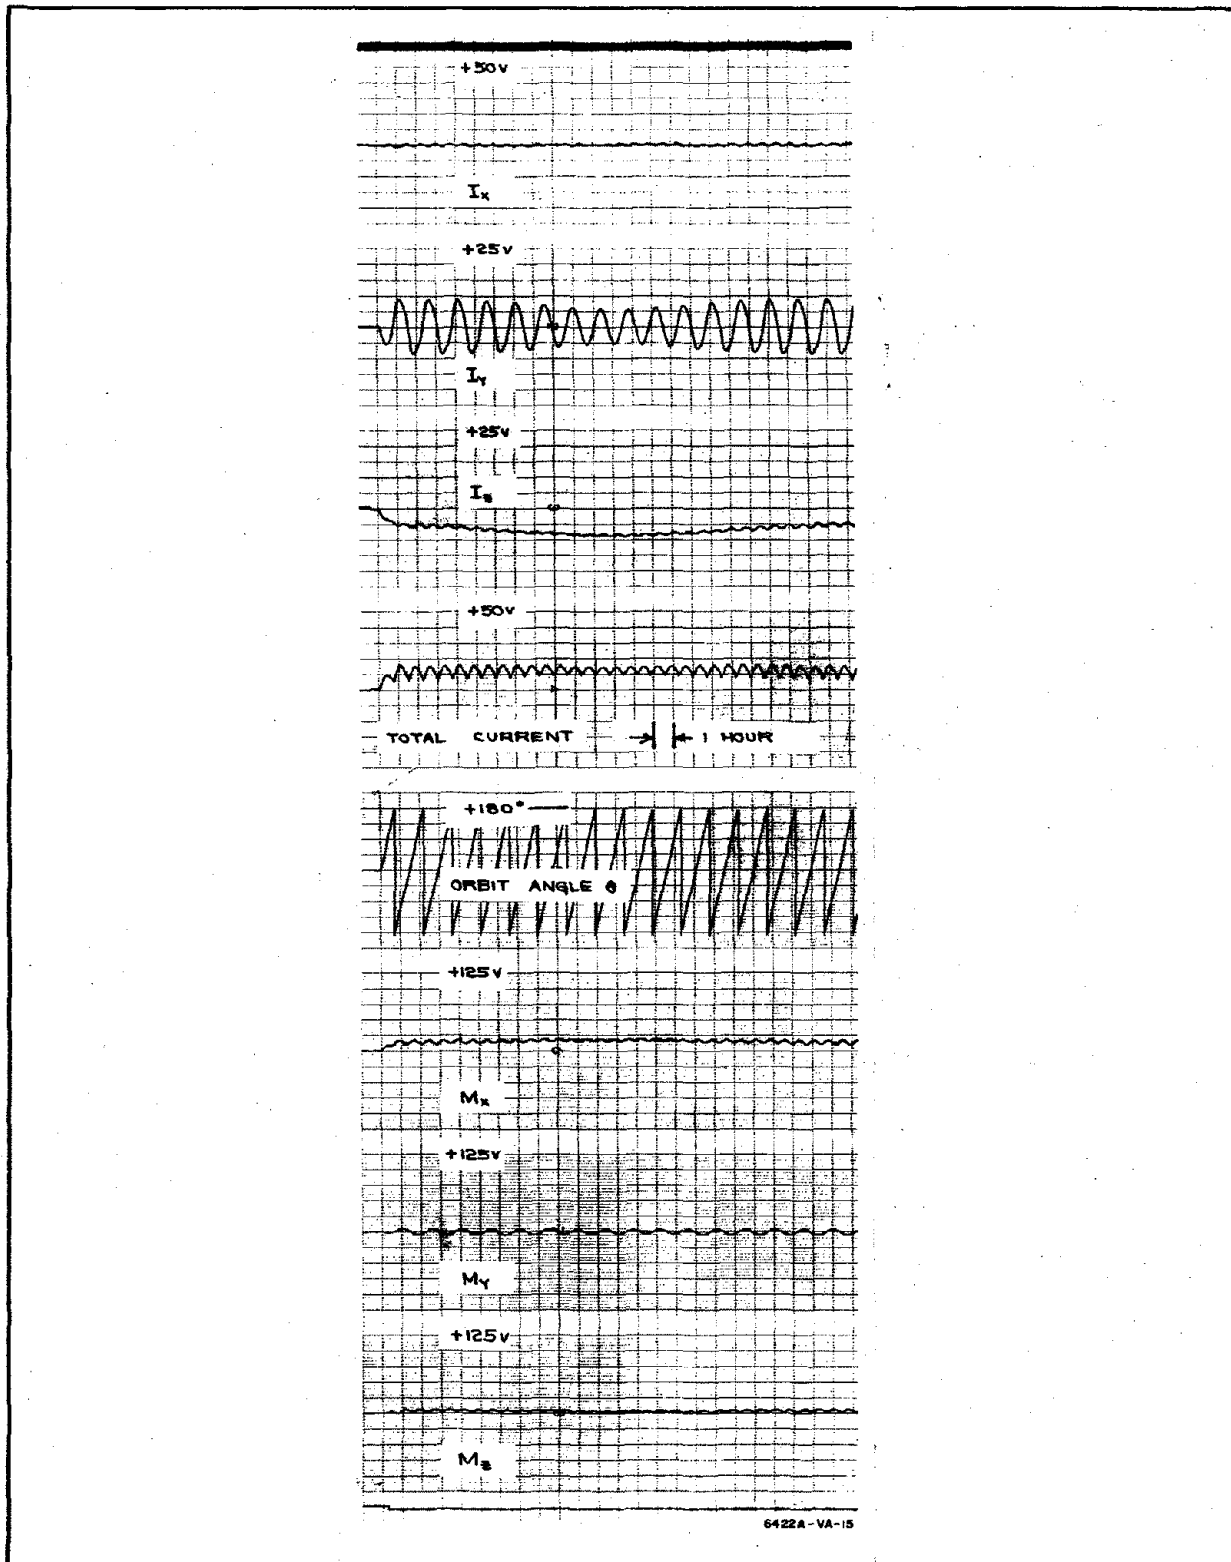 +50V
Ix
+25V
IY
+25V
Iz
+50V
TOTAL CURRENT 1 HOUR
+180°
ORBIT ANGLE θ
+125V
Mx
+125V
MY
+125V
Mz
6422A-VA-15